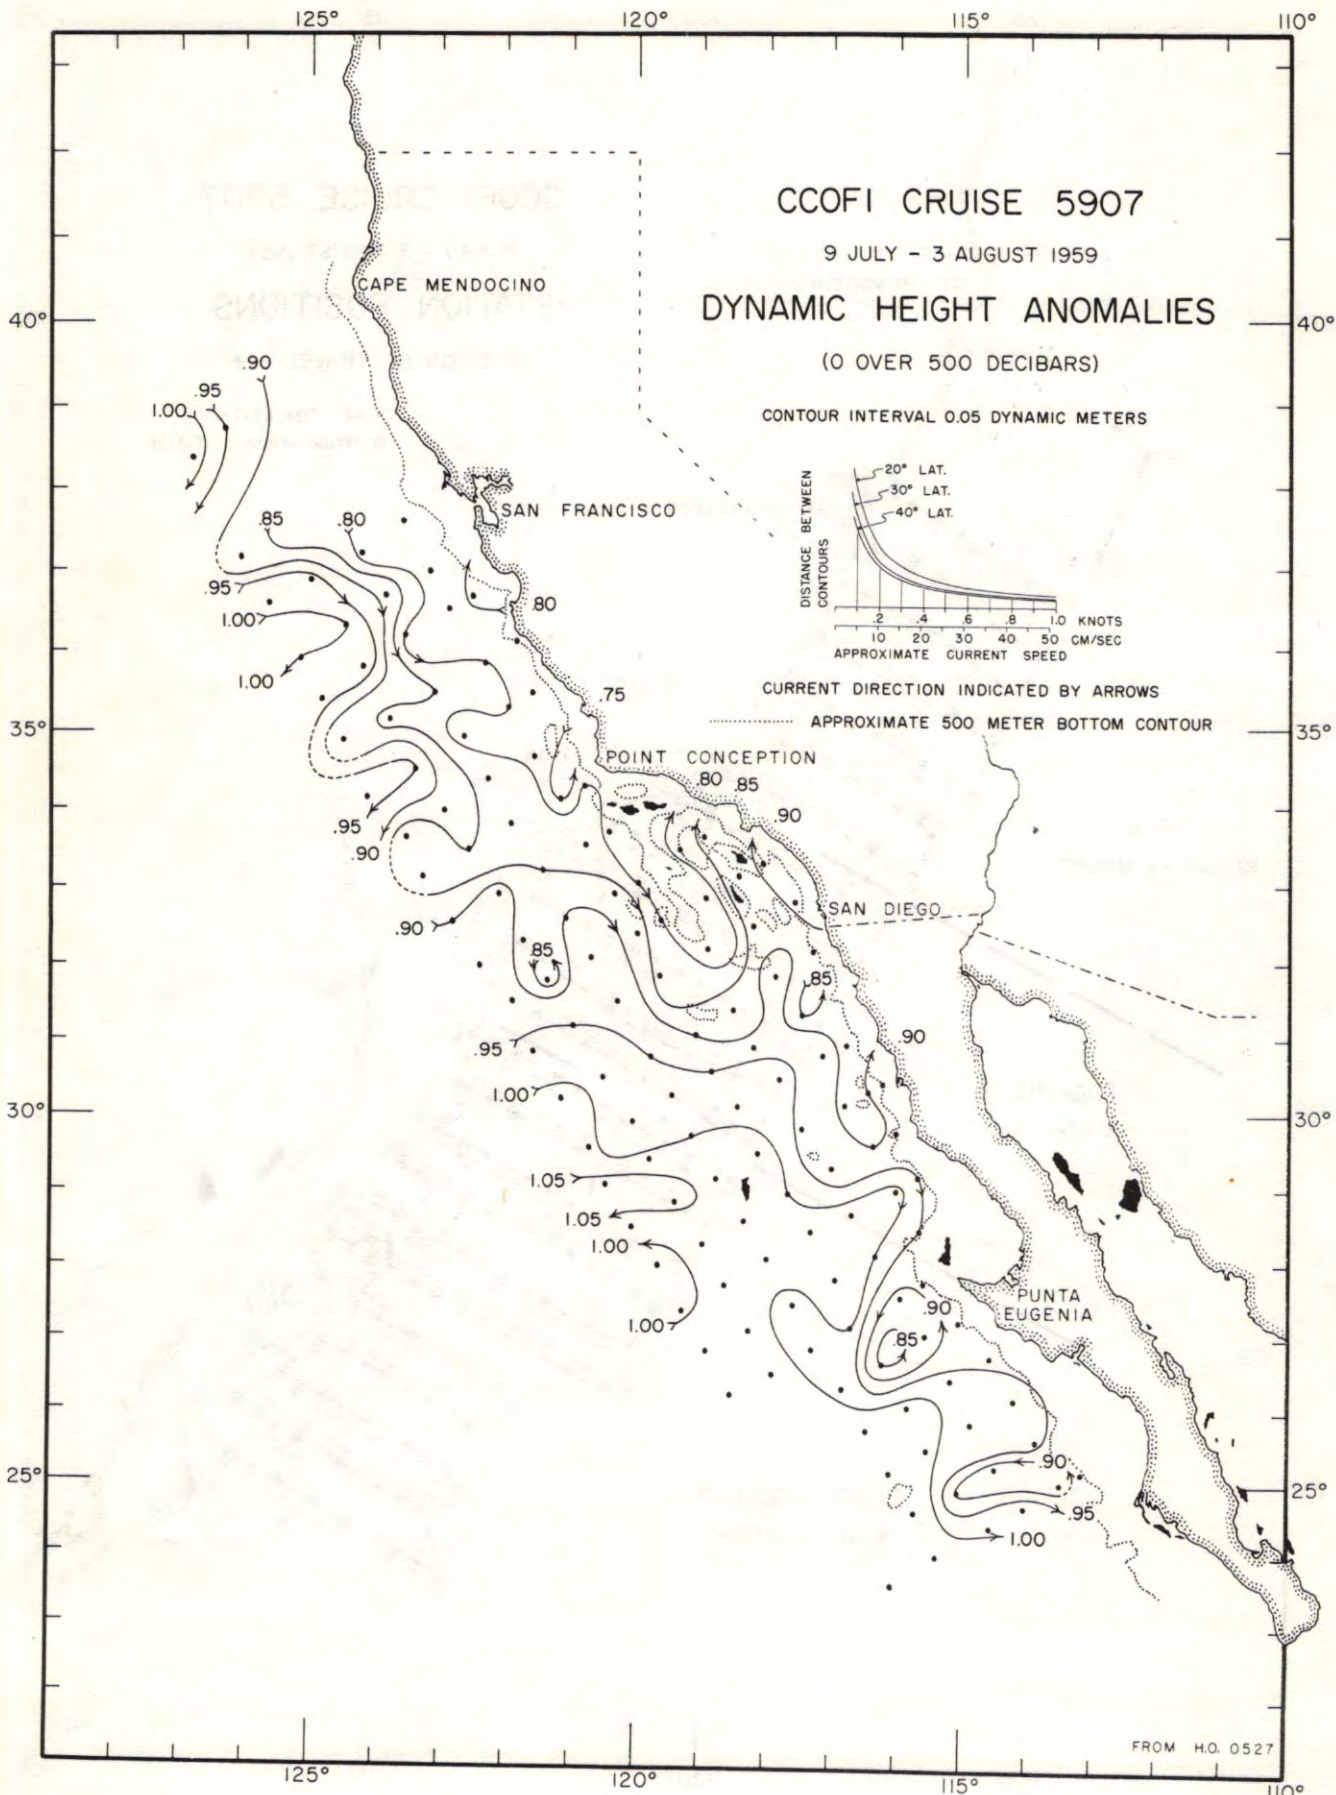 125° 120° 115° 110°
CCOFI CRUISE 5907
9 JULY - 3 AUGUST 1959
CAPE MENDOCINO
DYNAMIC HEIGHT ANOMALIES
40° 40°
(0 OVER 500 DECIBARS)
.90
.95
1.00
CONTOUR INTERVAL 0.05 DYNAMIC METERS
20° LAT.
30° LAT.
40° LAT.
DISTANCE BETWEEN
CONTOURS
SAN FRANCISCO
.85 .80
.95
1.00
.80
.2 .4 .6 .8 1.0 KNOTS
10 20 30 40 50 CM/SEC
APPROXIMATE CURRENT SPEED
1.00
CURRENT DIRECTION INDICATED BY ARROWS
.75
APPROXIMATE 500 METER BOTTOM CONTOUR
35° 35°
POINT CONCEPTION
.80 .85
.90
.95
.90
SAN DIEGO
.90
.85
.85
.90
.95
1.00
30° 30°
1.05
1.05
1.00
PUNTA
EUGENIA
.90
1.00
.85
.90
25° 25°
.95
1.00
FROM H.O. 0527
125° 120° 115° 110°